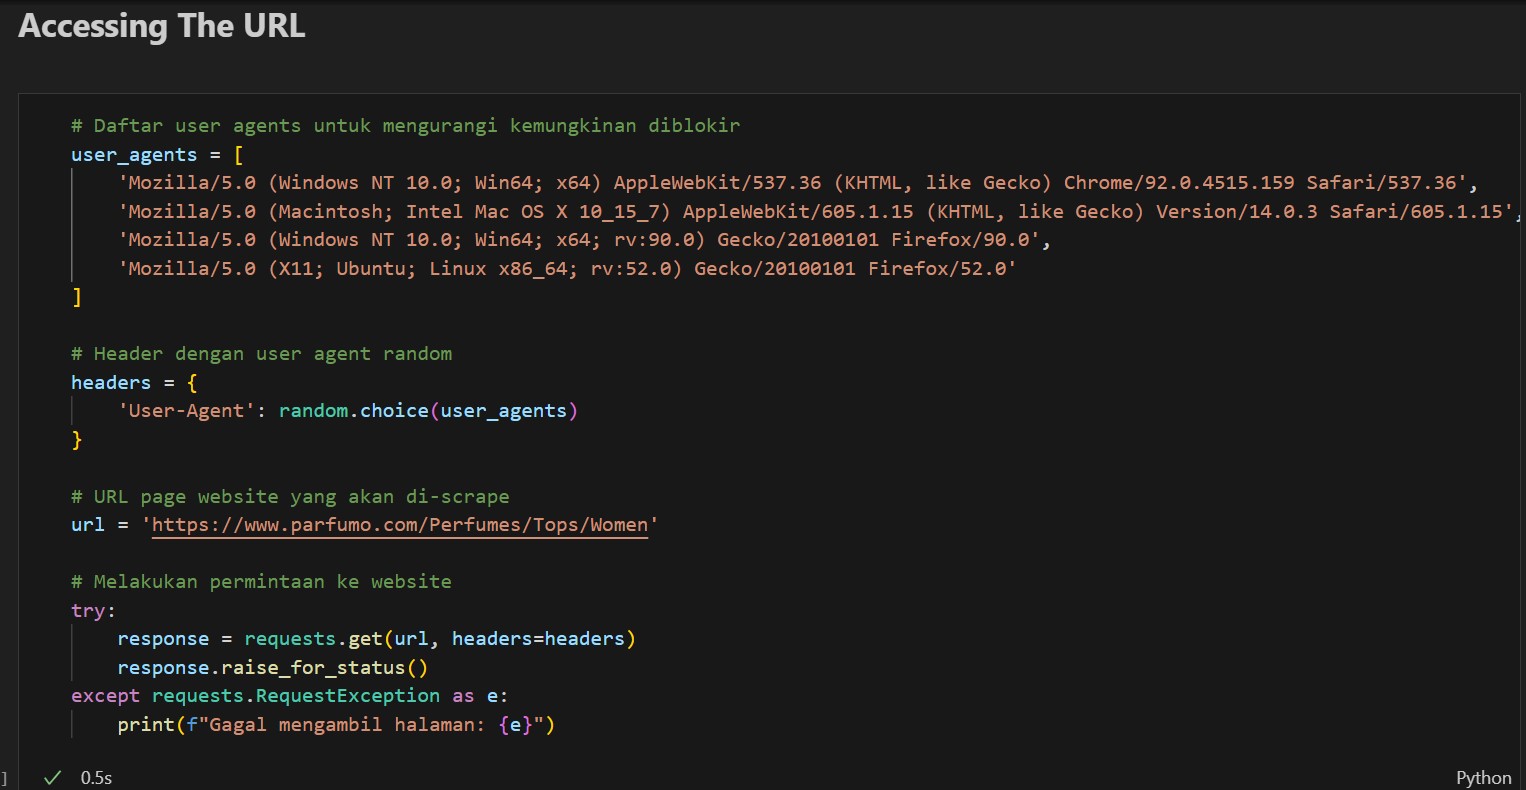 Accessing The URL
# Daftar user agents untuk mengurangi kemungkinan diblokir
user_agents = [
    'Mozilla/5.0 (Windows NT 10.0; Win64; x64) AppleWebKit/537.36 (KHTML, like Gecko) Chrome/92.0.4515.159 Safari/537.36',
    'Mozilla/5.0 (Macintosh; Intel Mac OS X 10_15_7) AppleWebKit/605.1.15 (KHTML, like Gecko) Version/14.0.3 Safari/605.1.15',
    'Mozilla/5.0 (Windows NT 10.0; Win64; x64; rv:90.0) Gecko/20100101 Firefox/90.0',
    'Mozilla/5.0 (X11; Ubuntu; Linux x86_64; rv:52.0) Gecko/20100101 Firefox/52.0'
]
# Header dengan user agent random
headers = {
    'User-Agent': random.choice(user_agents)
}
# URL page website yang akan di-scrape
url = 'https://www.parfumo.com/Perfumes/Tops/Women'
# Melakukan permintaan ke website
try:
    response = requests.get(url, headers=headers)
    response.raise_for_status()
except requests.RequestException as e:
    print(f"Gagal mengambil halaman: {e}")
] ✓ 0.5s Python